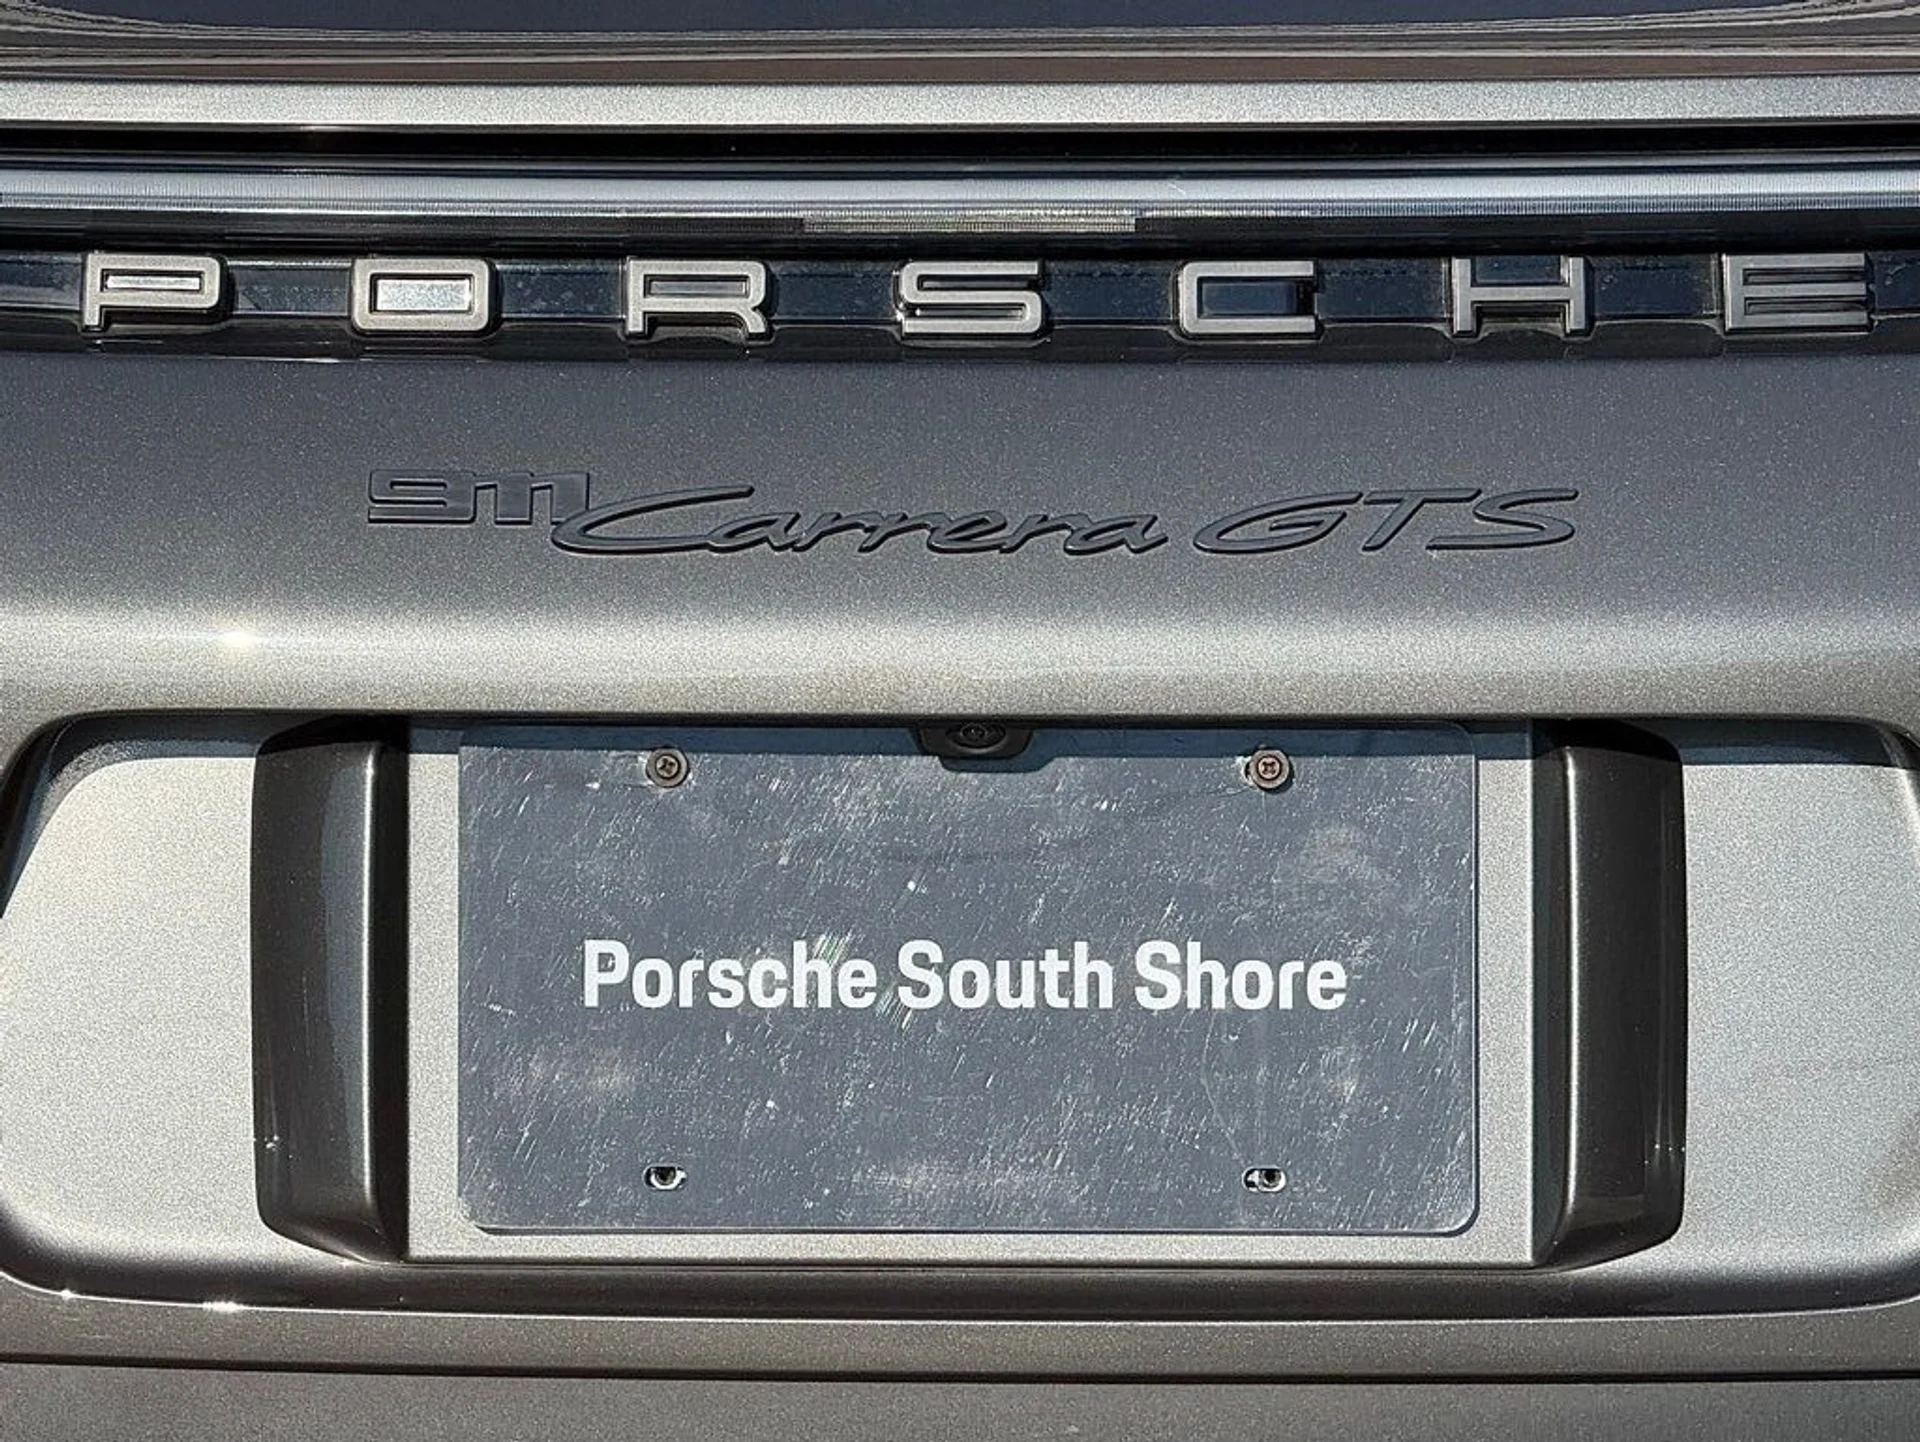 PORSCHE
911 Carrera GTS
Porsche South Shore